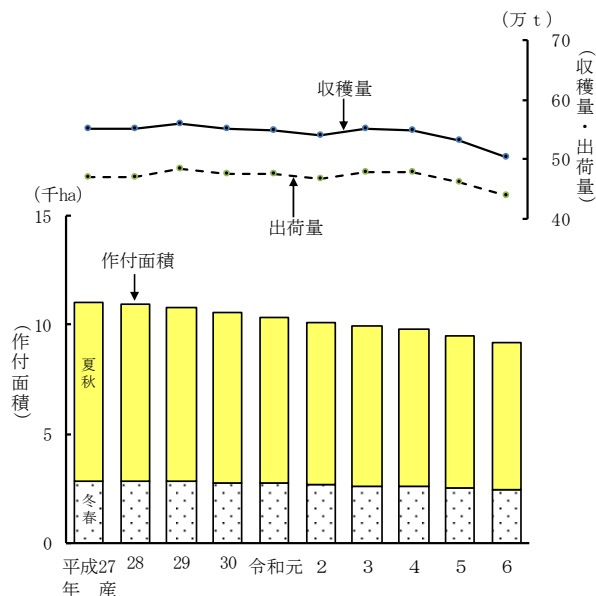 (万ｔ)
70
60
50
40
(収穫量・出荷量)
収穫量
出荷量
(千ha)
15
10
5
0
(作付面積)
作付面積
夏秋
冬春
平成27 28 29 30 令和元 2 3 4 5 6
年　産